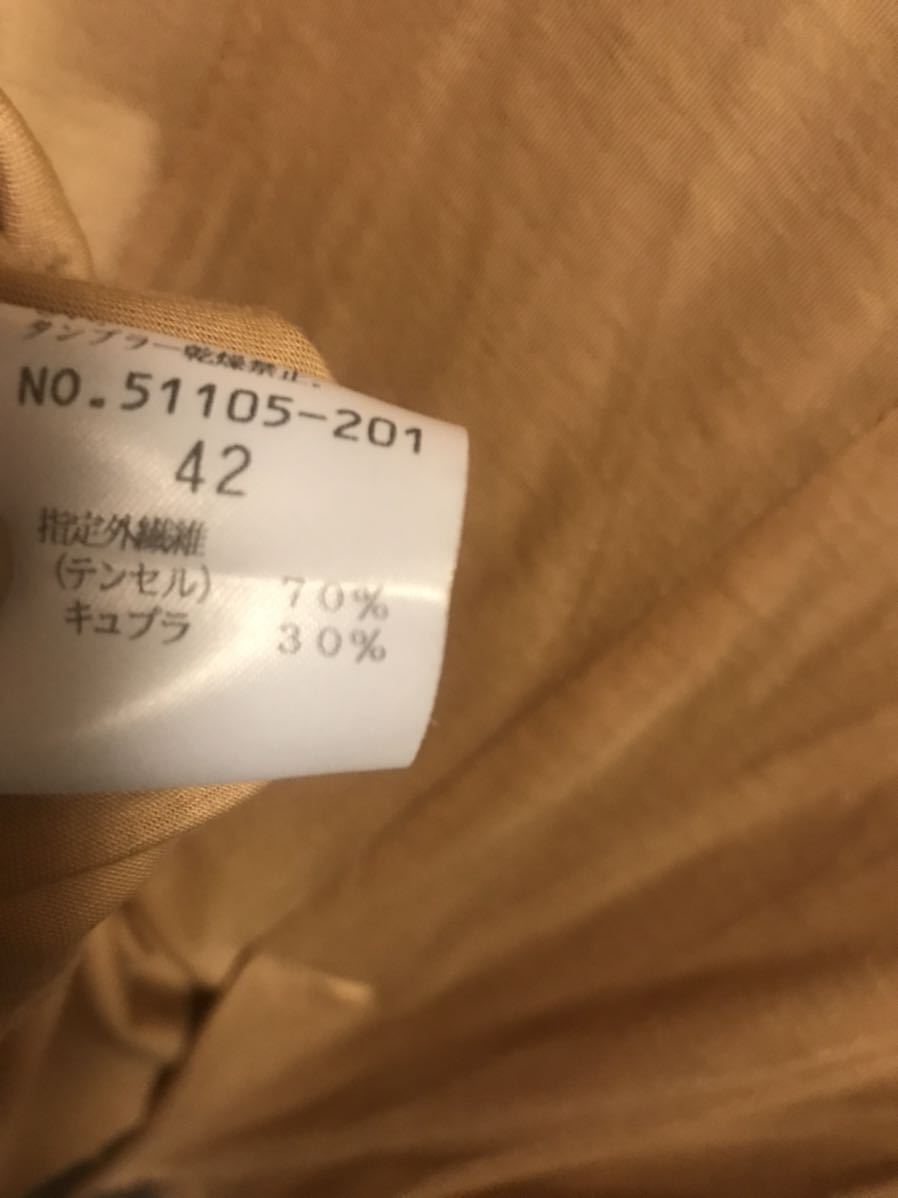 タンブラー乾燥禁止.
NO.51105-201
42
指定外繊維
(テンセル) 70%
キュプラ 30%